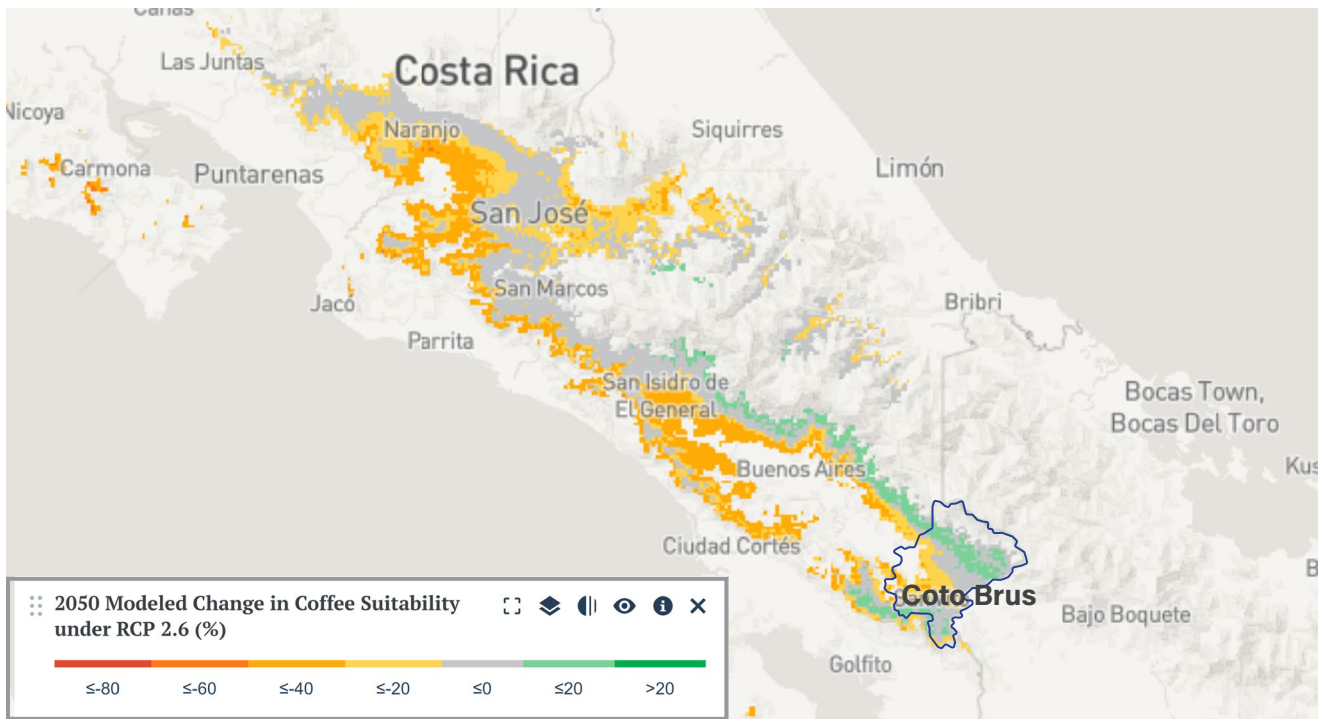 Cañas
Las Juntas
Costa Rica
Nicoya
Naranjo
Siquirres
Carmona
Puntarenas
Limón
San José
San Marcos
Jacó
Bribri
Parrita
San Isidro de
El General
Bocas Town,
Bocas Del Toro
Buenos Aires
Kus
Ciudad Cortés
B
Coto Brus
Bajo Boquete
Golfito
2050 Modeled Change in Coffee Suitability
under RCP 2.6 (%)
≤-80 ≤-60 ≤-40 ≤-20 ≤0 ≤20 >20